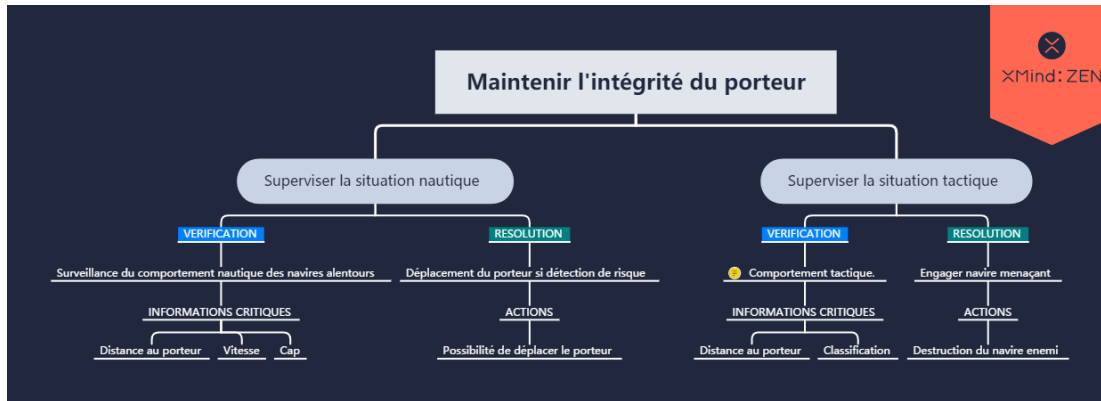 Maintenir l'intégrité du porteur
XMind: ZEN
Superviser la situation nautique
Superviser la situation tactique
VERIFICATION
RESOLUTION
VERIFICATION
RESOLUTION
Surveillance du comportement nautique des navires alentours
Déplacement du porteur si détection de risque
Comportement tactique.
Engager navire menaçant
INFORMATIONS CRITIQUES
ACTIONS
INFORMATIONS CRITIQUES
ACTIONS
Distance au porteur
Vitesse
Cap
Possibilité de déplacer le porteur
Distance au porteur
Classification
Destruction du navire enemi